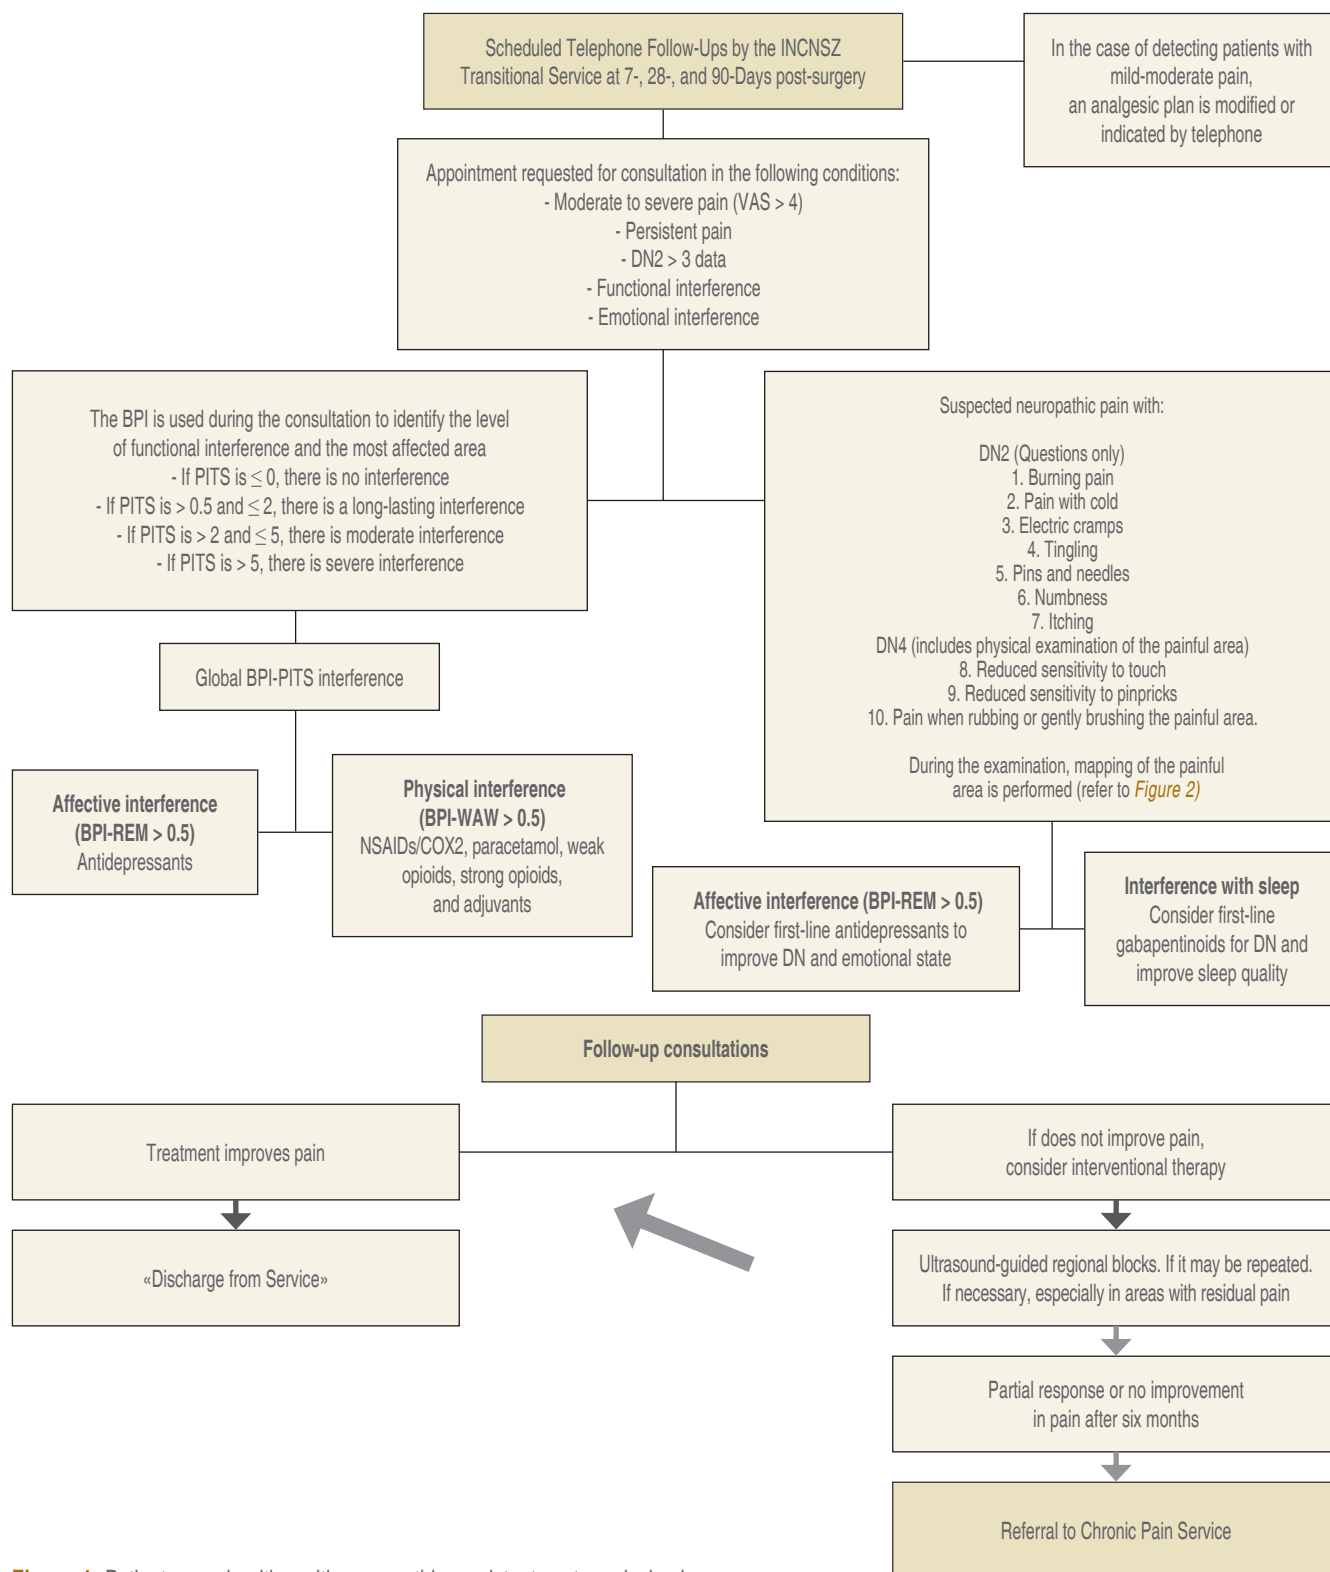 Scheduled Telephone Follow-Ups by the INCNSZ
Transitional Service at 7-, 28-, and 90-Days post-surgery
In the case of detecting patients with
mild-moderate pain,
an analgesic plan is modified or
indicated by telephone
Appointment requested for consultation in the following conditions:
- Moderate to severe pain (VAS > 4)
- Persistent pain
- DN2 > 3 data
- Functional interference
- Emotional interference
The BPI is used during the consultation to identify the level
of functional interference and the most affected area
- If PITS is ≤ 0, there is no interference
- If PITS is > 0.5 and ≤ 2, there is a long-lasting interference
- If PITS is > 2 and ≤ 5, there is moderate interference
- If PITS is > 5, there is severe interference
Suspected neuropathic pain with:
DN2 (Questions only)
1. Burning pain
2. Pain with cold
3. Electric cramps
4. Tingling
5. Pins and needles
6. Numbness
7. Itching
DN4 (includes physical examination of the painful area)
8. Reduced sensitivity to touch
9. Reduced sensitivity to pinpricks
10. Pain when rubbing or gently brushing the painful area.
During the examination, mapping of the painful
area is performed (refer to Figure 2)
Global BPI-PITS interference
Affective interference
(BPI-REM > 0.5)
Antidepressants
Physical interference
(BPI-WAW > 0.5)
NSAIDs/COX2, paracetamol, weak
opioids, strong opioids,
and adjuvants
Affective interference (BPI-REM > 0.5)
Consider first-line antidepressants to
improve DN and emotional state
Interference with sleep
Consider first-line
gabapentinoids for DN and
improve sleep quality
Follow-up consultations
Treatment improves pain
«Discharge from Service»
If does not improve pain,
consider interventional therapy
Ultrasound-guided regional blocks. If it may be repeated.
If necessary, especially in areas with residual pain
Partial response or no improvement
in pain after six months
Referral to Chronic Pain Service